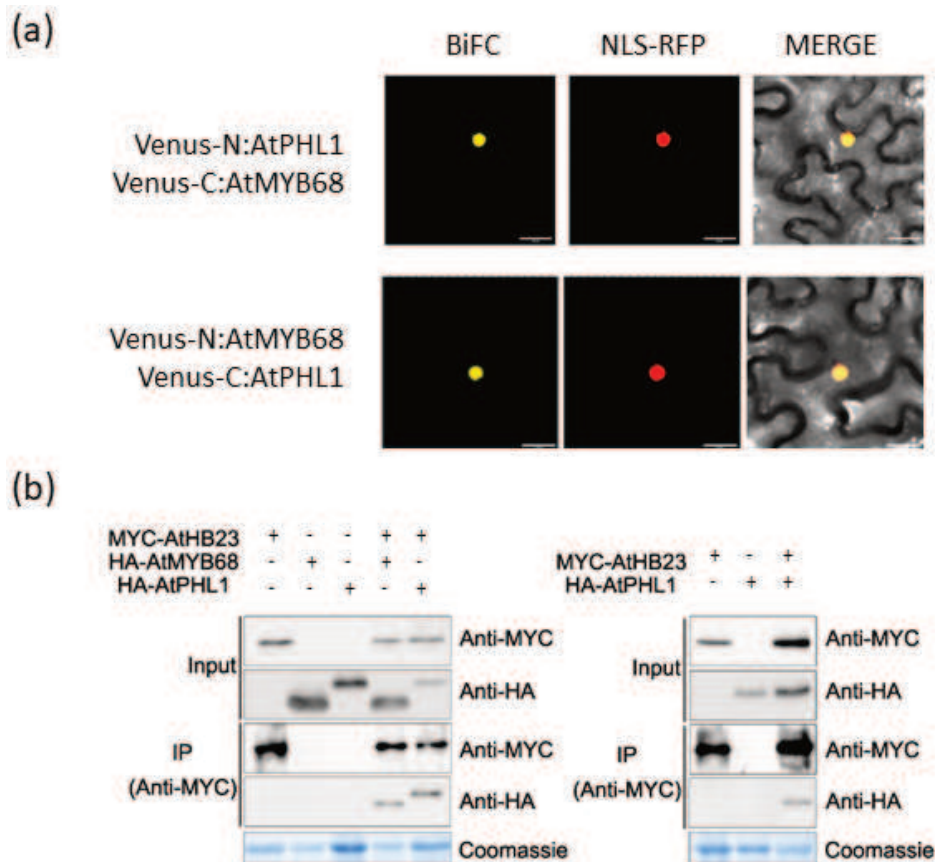 (a)
BiFC NLS-RFP MERGE
Venus-N:AtPHL1
Venus-C:AtMYB68
Venus-N:AtMYB68
Venus-C:AtPHL1
(b)
MYC-AtHB23 + - - + +
HA-AtMYB68 - + - + -
HA-AtPHL1 - - + - +
Input
Anti-MYC
Anti-HA
IP
(Anti-MYC)
Anti-MYC
Anti-HA
Coomassie
MYC-AtHB23 + - +
HA-AtPHL1 - + +
Input
Anti-MYC
Anti-HA
IP
(Anti-MYC)
Anti-MYC
Anti-HA
Coomassie